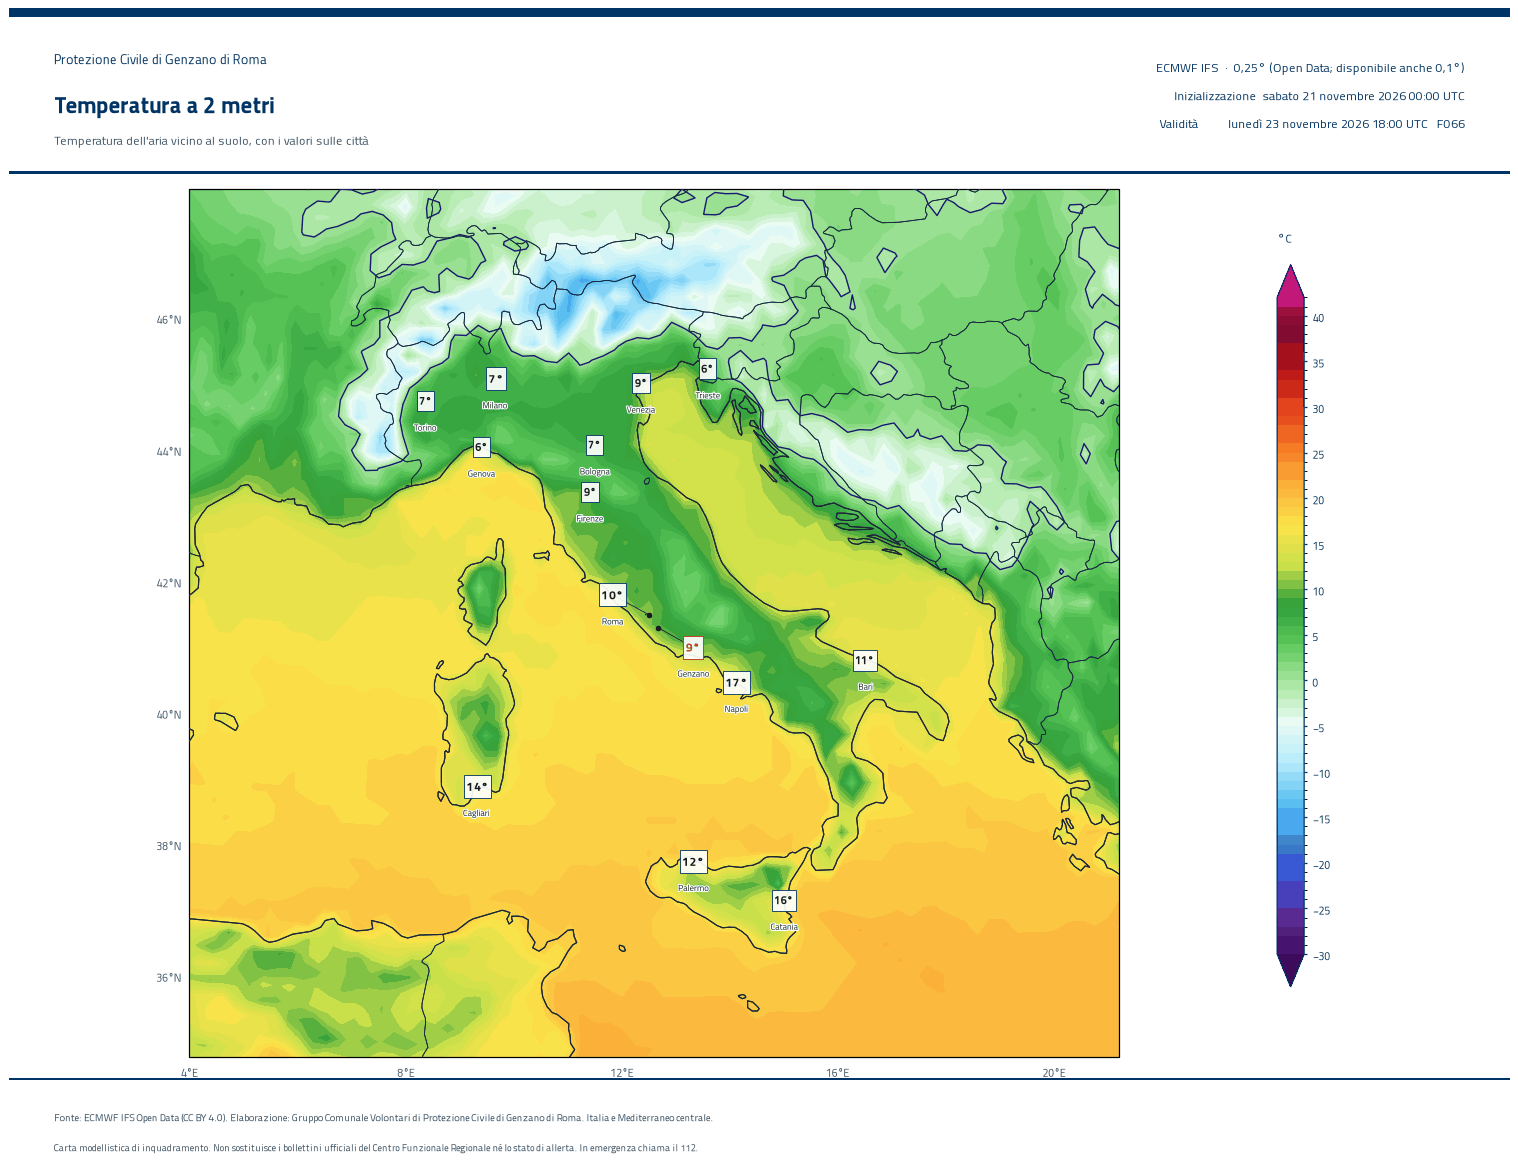 Protezione Civile di Genzano di Roma
Temperatura a 2 metri
Temperatura dell'aria vicino al suolo, con i valori sulle città
ECMWF IFS · 0,25° (Open Data; disponibile anche 0,1°)
Inizializzazione sabato 21 novembre 2026 00:00 UTC
Validità lunedì 23 novembre 2026 18:00 UTC F066
°C
40
35
30
25
20
15
10
5
0
−5
−10
−15
−20
−25
−30
46°N
44°N
42°N
40°N
38°N
36°N
4°E
8°E
12°E
16°E
20°E
6°
Trieste
9°
Venezia
7°
Milano
7°
Torino
6°
Genova
7°
Bologna
9°
Firenze
10°
Roma
9°
Genzano
11°
Bari
17°
Napoli
14°
Cagliari
12°
Palermo
16°
Catania
Fonte: ECMWF IFS Open Data (CC BY 4.0). Elaborazione: Gruppo Comunale Volontari di Protezione Civile di Genzano di Roma. Italia e Mediterraneo centrale.
Carta modellistica di inquadramento. Non sostituisce i bollettini ufficiali del Centro Funzionale Regionale né lo stato di allerta. In emergenza chiama il 112.